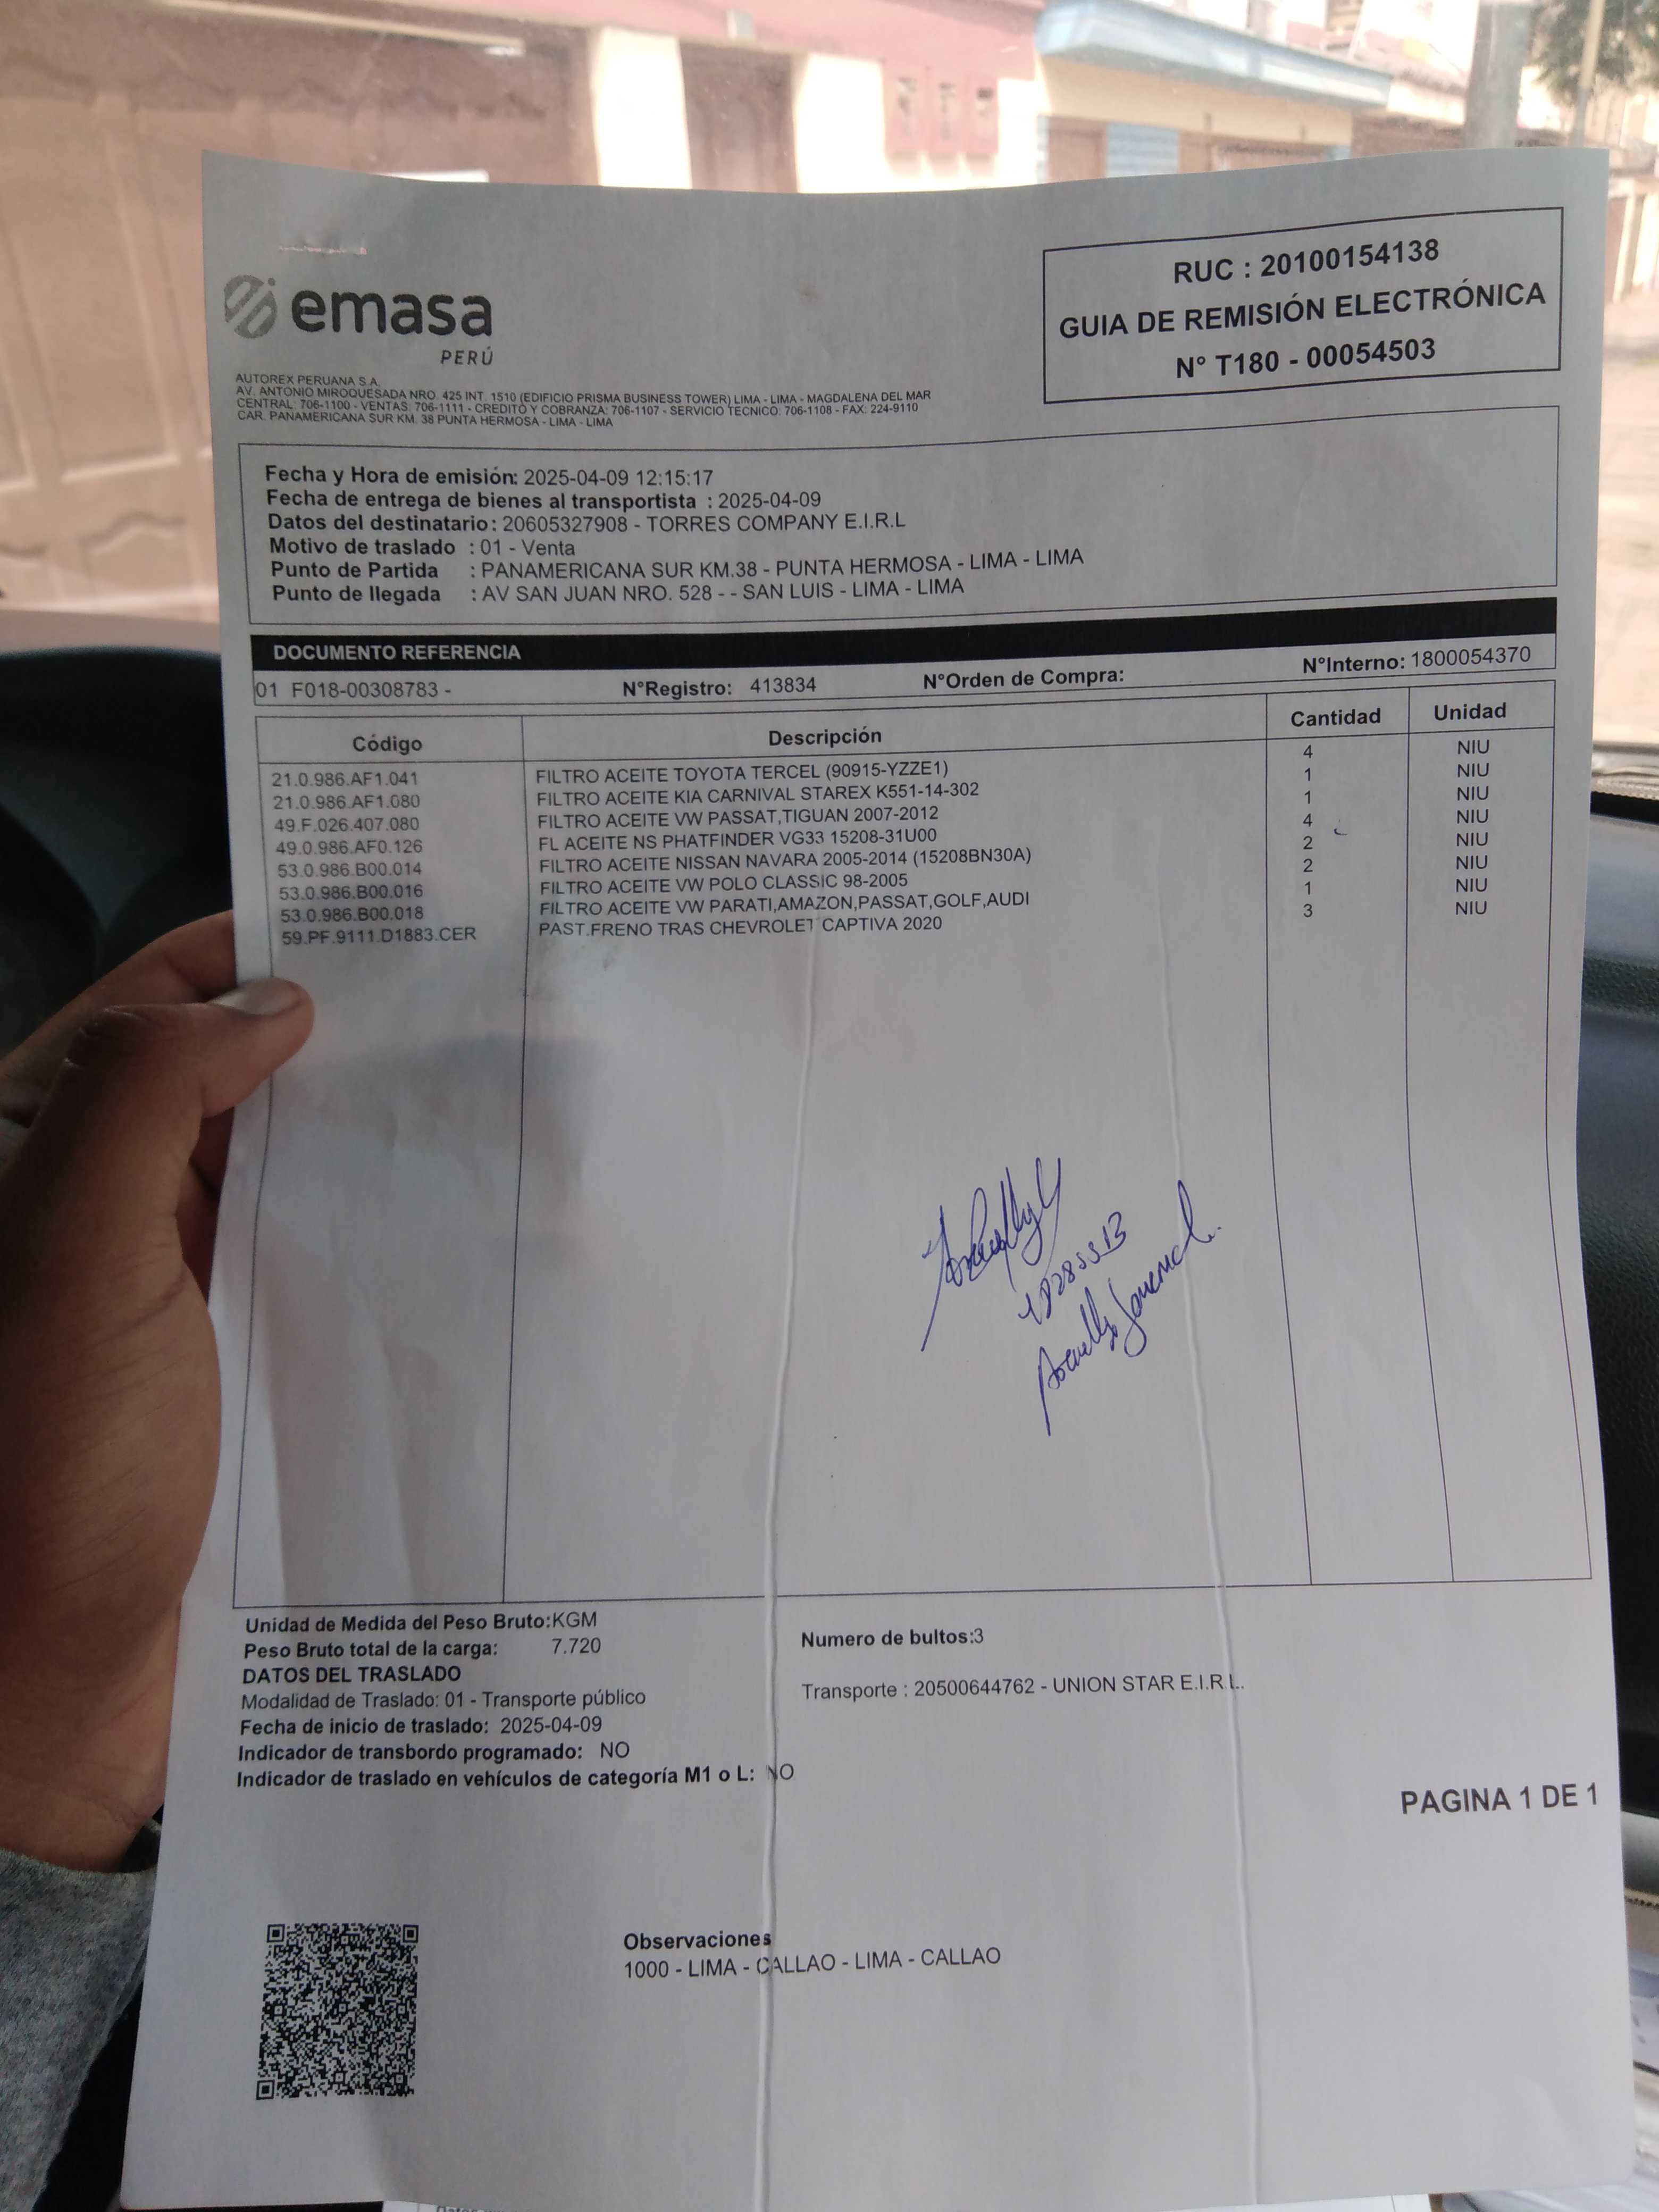 emasa
PERÚ
RUC : 20100154138
GUIA DE REMISIÓN ELECTRÓNICA
N° T180 - 00054503
AUTOREX PERUANA S.A.
AV. ANTONIO MIROQUESADA NRO. 425 INT. 1510 (EDIFICIO PRISMA BUSINESS TOWER) LIMA - LIMA - MAGDALENA DEL MAR
CENTRAL: 706-1100 - VENTAS: 706-1111 - CREDITO Y COBRANZA: 706-1107 - SERVICIO TECNICO: 706-1108 - FAX: 224-9110
CAR. PANAMERICANA SUR KM. 38 PUNTA HERMOSA - LIMA - LIMA
Fecha y Hora de emisión: 2025-04-09 12:15:17
Fecha de entrega de bienes al transportista : 2025-04-09
Datos del destinatario: 20605327908 - TORRES COMPANY E.I.R.L
Motivo de traslado : 01 - Venta
Punto de Partida : PANAMERICANA SUR KM.38 - PUNTA HERMOSA - LIMA - LIMA
Punto de llegada : AV SAN JUAN NRO. 528 - - SAN LUIS - LIMA - LIMA
DOCUMENTO REFERENCIA
01 F018-00308783 - N°Registro: 413834 N°Orden de Compra: N°Interno: 1800054370
Código Descripción Cantidad Unidad
21.0.986.AF1.041 FILTRO ACEITE TOYOTA TERCEL (90915-YZZE1) 4 NIU
21.0.986.AF1.080 FILTRO ACEITE KIA CARNIVAL STAREX K551-14-302 1 NIU
49.F.026.407.080 FILTRO ACEITE VW PASSAT,TIGUAN 2007-2012 1 NIU
49.0.986.AF0.126 FL ACEITE NS PHATFINDER VG33 15208-31U00 4 NIU
53.0.986.B00.014 FILTRO ACEITE NISSAN NAVARA 2005-2014 (15208BN30A) 2 NIU
53.0.986.B00.016 FILTRO ACEITE VW POLO CLASSIC 98-2005 2 NIU
53.0.986.B00.018 FILTRO ACEITE VW PARATI,AMAZON,PASSAT,GOLF,AUDI 1 NIU
59.PF.9111.D1883.CER PAST.FRENO TRAS CHEVROLET CAPTIVA 2020 3 NIU
Unidad de Medida del Peso Bruto:KGM
Peso Bruto total de la carga: 7.720 Numero de bultos:3
DATOS DEL TRASLADO
Modalidad de Traslado: 01 - Transporte público Transporte : 20500644762 - UNION STAR E.I.R.L.
Fecha de inicio de traslado: 2025-04-09
Indicador de transbordo programado: NO
Indicador de traslado en vehículos de categoría M1 o L: NO
PAGINA 1 DE 1
Observaciones
1000 - LIMA - CALLAO - LIMA - CALLAO